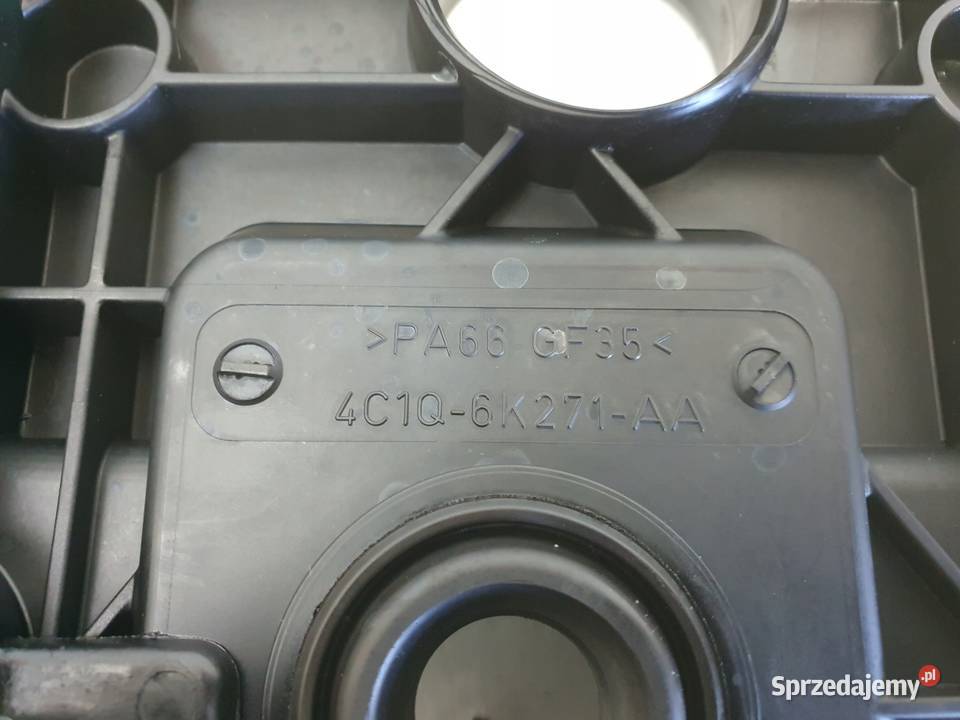 >PA66 GF35<
4C1Q-6K271-AA
Sprzedajemy.pl